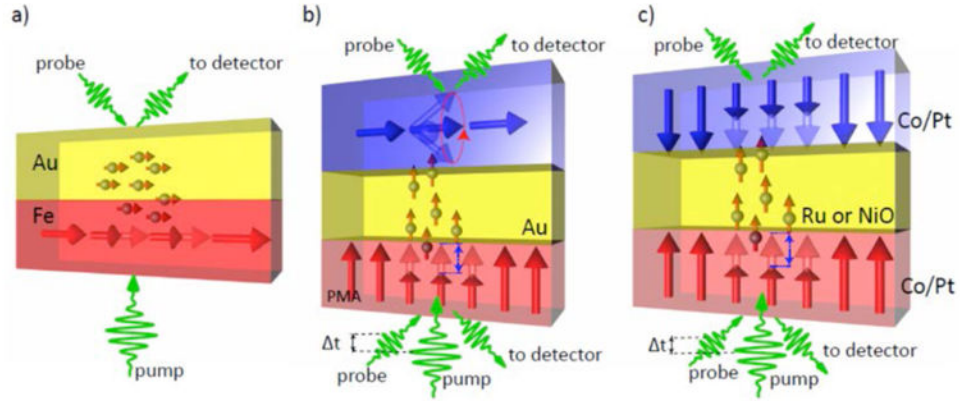 a)
probe
to detector
Au
Fe
pump
b)
probe
to detector
Au
PMA
Δt
probe
pump
to detector
c)
probe
to detector
Co/Pt
Ru or NiO
Co/Pt
Δt
probe
pump
to detector